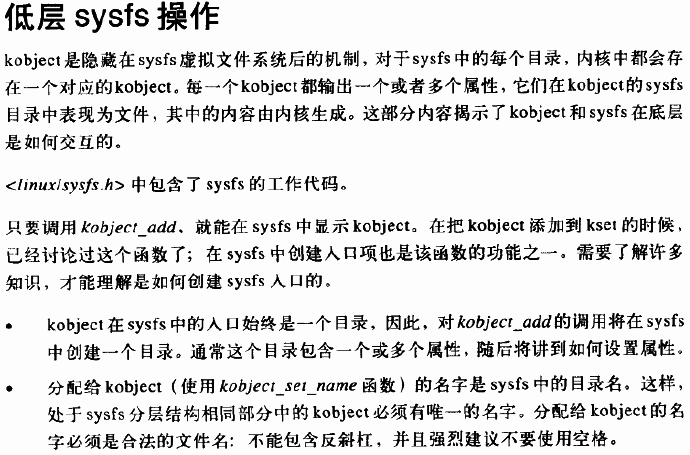 低层 sysfs 操作
kobject 是隐藏在 sysfs 虚拟文件系统后的机制，对于 sysfs 中的每个目录，内核中都会存
在一个对应的 kobject。每一个 kobject 都输出一个或者多个属性，它们在 kobject 的 sysfs
目录中表现为文件，其中的内容由内核生成。这部分内容揭示了 kobject 和 sysfs 在底层
是如何交互的。
<linux/sysfs.h> 中包含了 sysfs 的工作代码。
只要调用 kobject_add，就能在 sysfs 中显示 kobject。在把 kobject 添加到 kset 的时候，
已经讨论过这个函数了；在 sysfs 中创建入口项也是该函数的功能之一。需要了解许多
知识，才能理解是如何创建 sysfs 入口的。
• kobject 在 sysfs 中的入口始终是一个目录，因此，对 kobject_add 的调用将在 sysfs
中创建一个目录。通常这个目录包含一个或多个属性，随后将讲到如何设置属性。
• 分配给 kobject（使用 kobject_set_name 函数）的名字是 sysfs 中的目录名。这样，
处于 sysfs 分层结构相同部分中的 kobject 必须有唯一的名字。分配给 kobject 的名
字必须是合法的文件名：不能包含反斜杠，并且强烈建议不要使用空格。